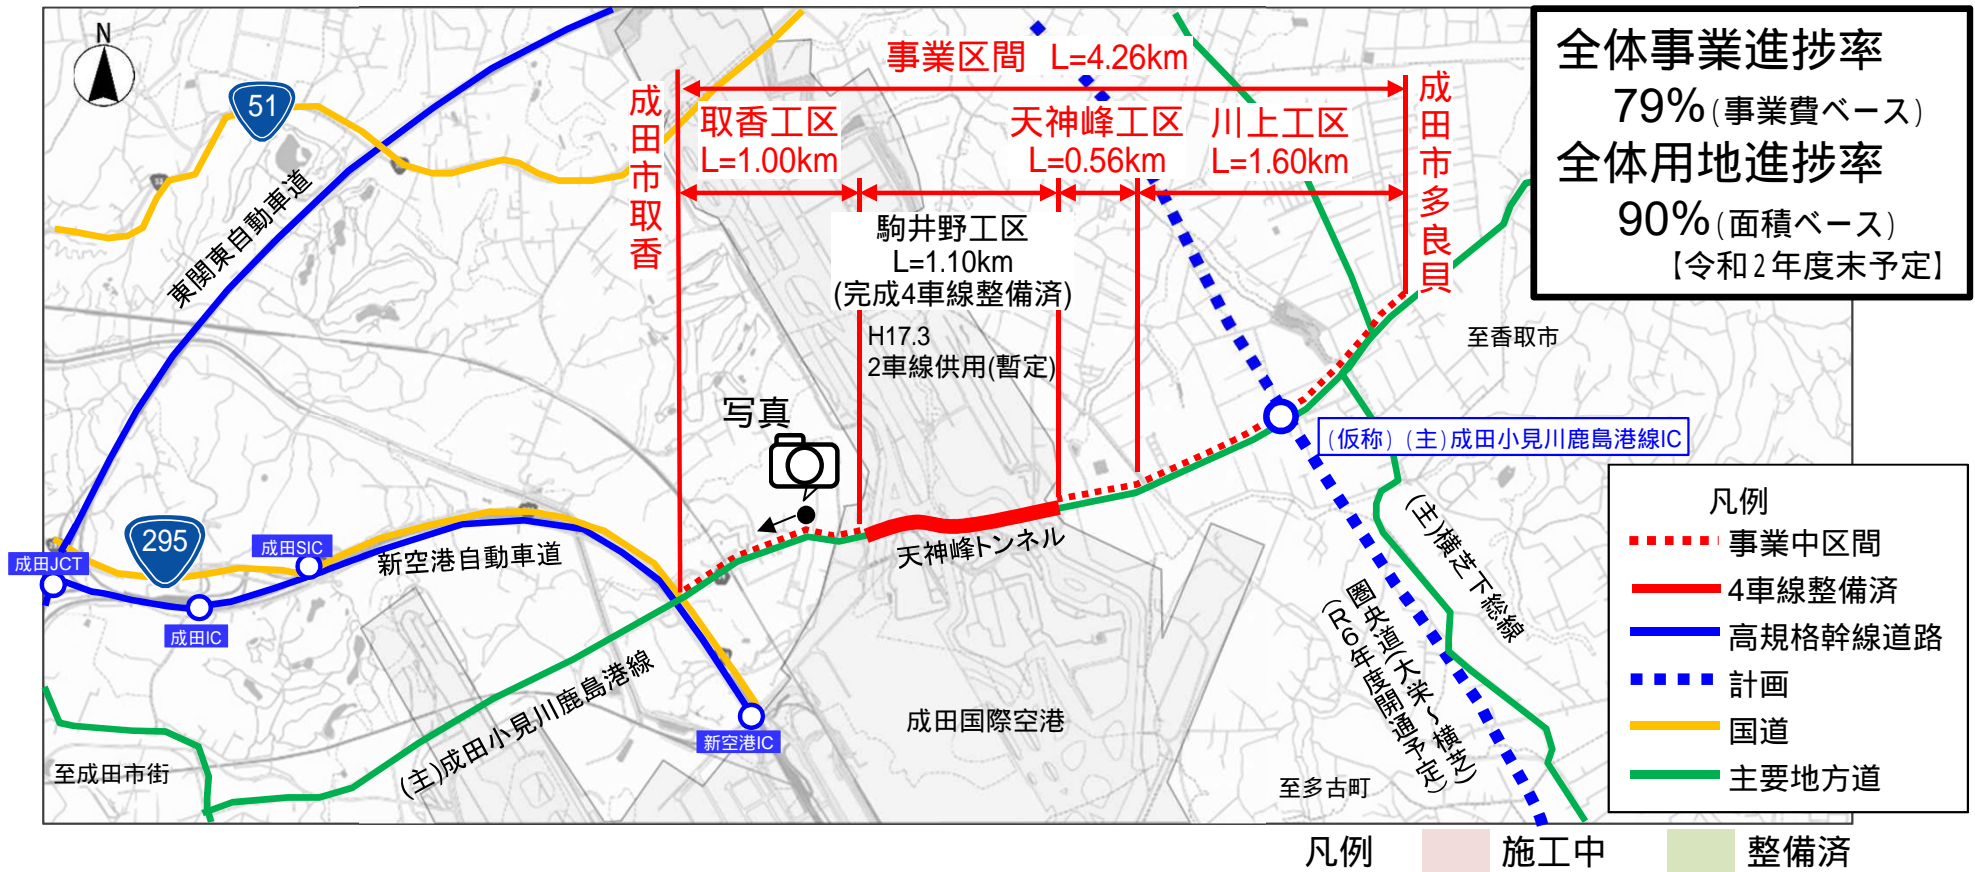 N
51
295
事業区間 L=4.26km
成田市取香
成田市多良貝
取香工区
L=1.00km
天神峰工区
L=0.56km
川上工区
L=1.60km
駒井野工区
L=1.10km
(完成4車線整備済)
H17.3
2車線供用(暫定)
全体事業進捗率
79%(事業費ベース)
全体用地進捗率
90%(面積ベース)
【令和2年度末予定】
東関東自動車道
写真
至香取市
(仮称)(主)成田小見川鹿島港線IC
成田JCT
成田SIC
成田IC
新空港自動車道
天神峰トンネル
(主)横芝下総線
圏央道(大栄~横芝)
(R6年度開通予定)
(主)成田小見川鹿島港線
新空港IC
成田国際空港
至成田市街
至多古町
凡例
事業中区間
4車線整備済
高規格幹線道路
計画
国道
主要地方道
凡例
施工中
整備済